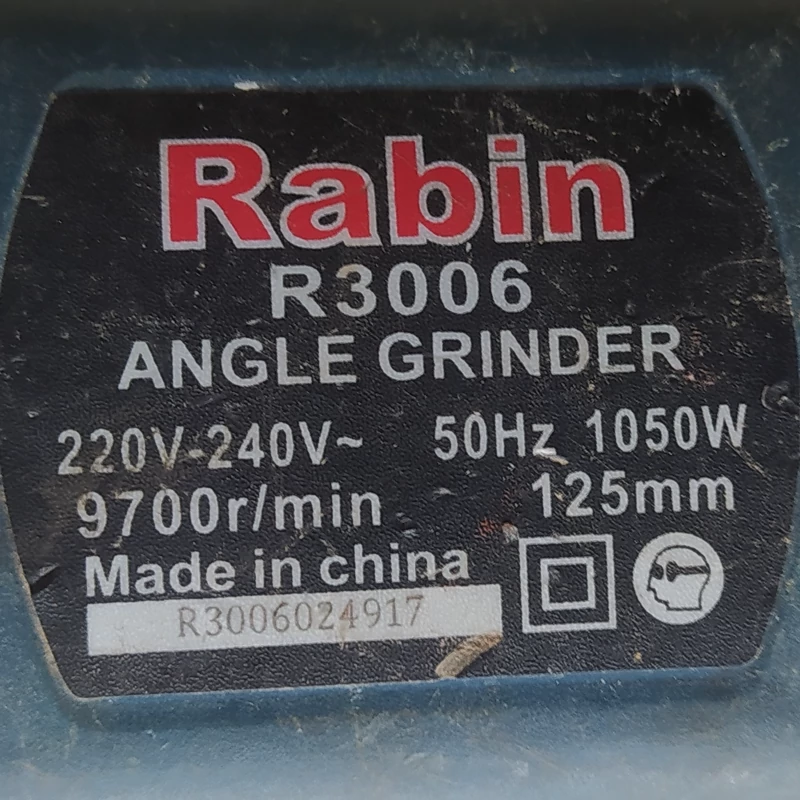 Rabin
R3006
ANGLE GRINDER
220V-240V~ 50Hz 1050W
9700r/min 125mm
Made in china
R3006024917